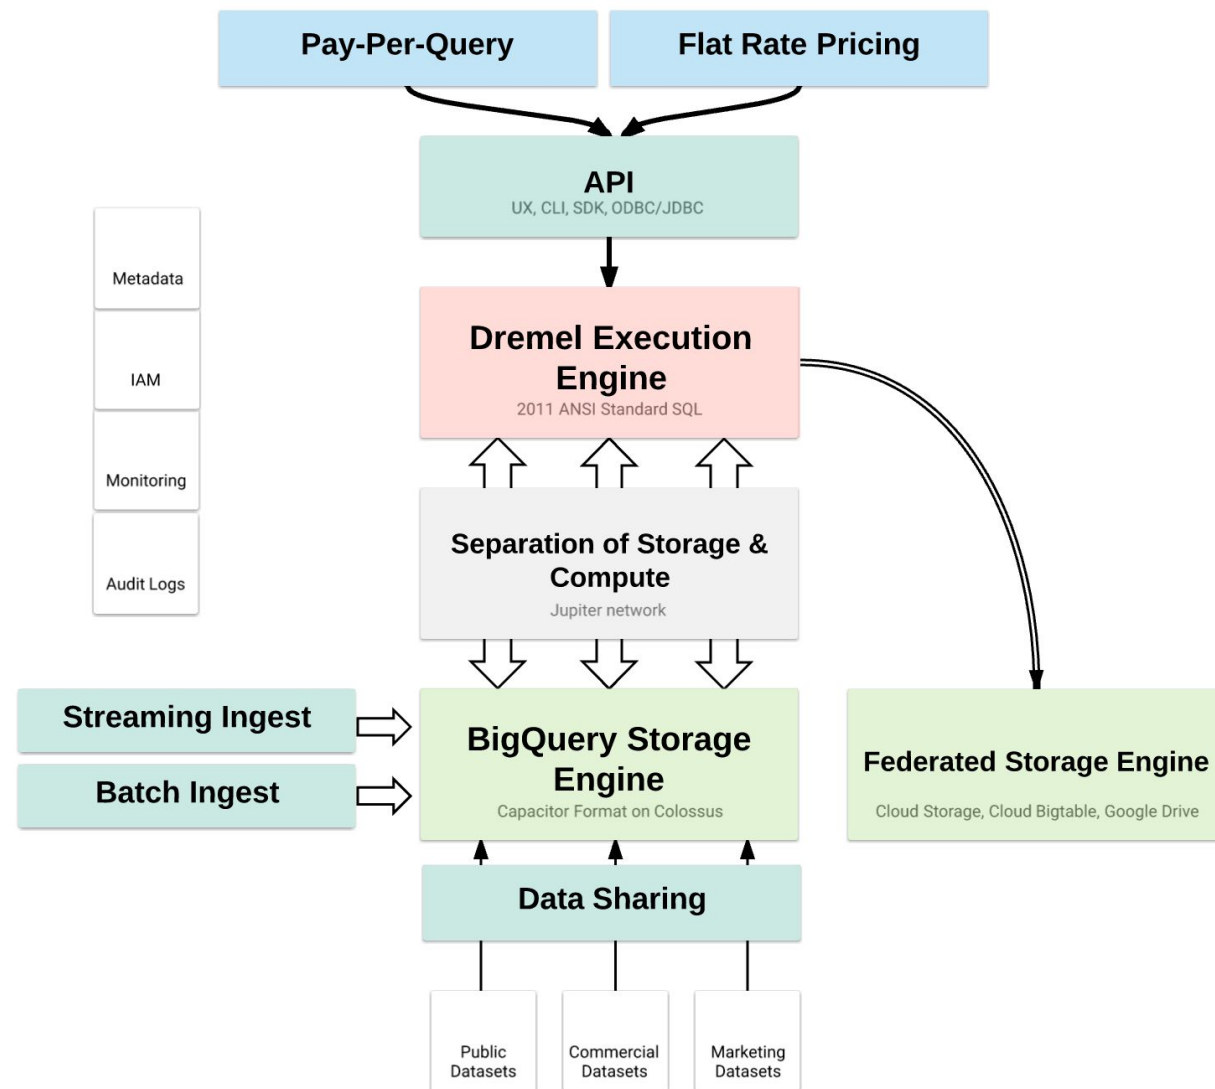 Pay-Per-Query
Flat Rate Pricing
API
UX, CLI, SDK, ODBC/JDBC
Metadata
IAM
Monitoring
Audit Logs
Dremel Execution
Engine
2011 ANSI Standard SQL
Separation of Storage &
Compute
Jupiter network
Streaming Ingest
Batch Ingest
BigQuery Storage
Engine
Capacitor Format on Colossus
Federated Storage Engine
Cloud Storage, Cloud Bigtable, Google Drive
Data Sharing
Public
Datasets
Commercial
Datasets
Marketing
Datasets